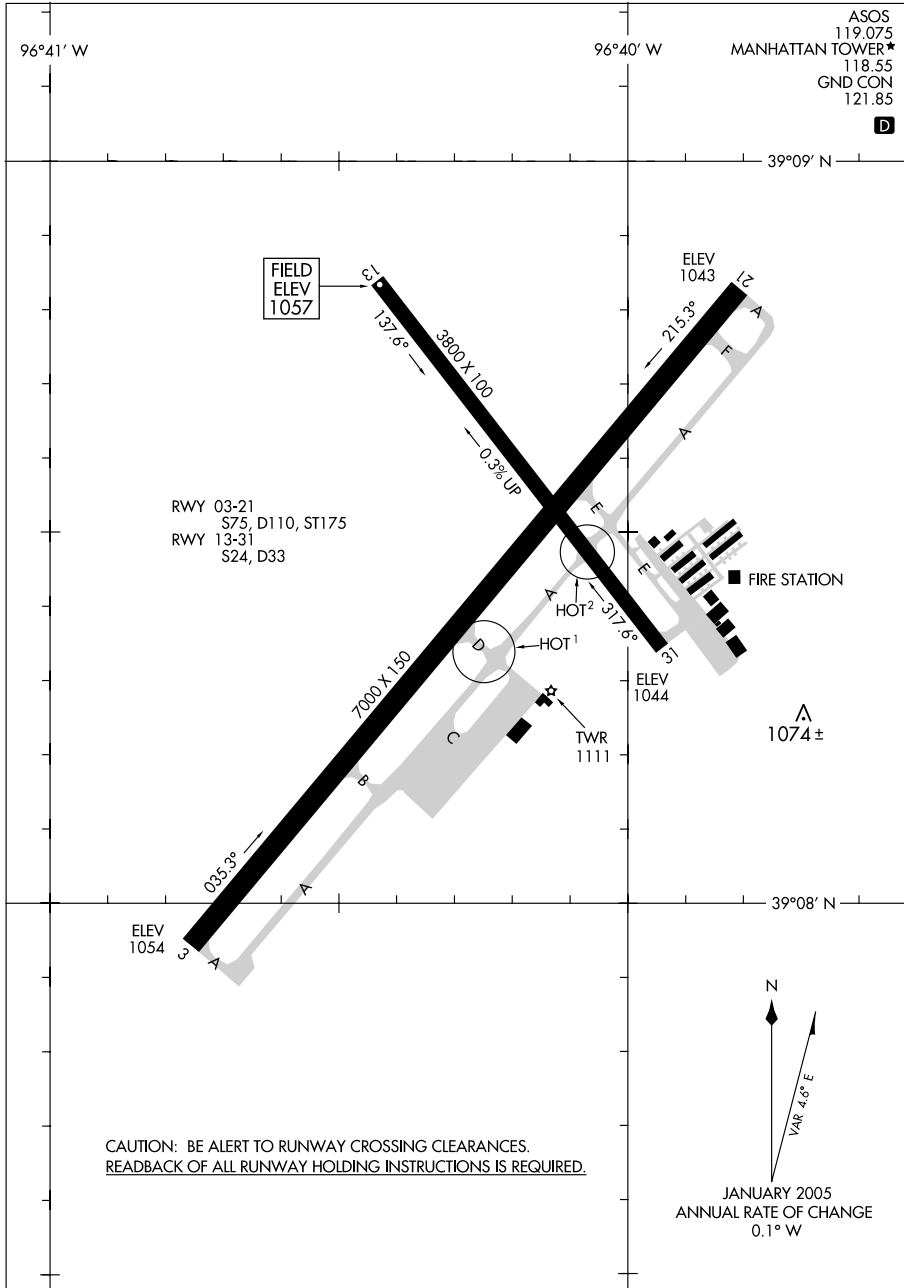 ASOS
119.075
MANHATTAN TOWER★
118.55
GND CON
121.85
D
96°41' W
96°40' W
39°09' N
FIELD
ELEV
1057
13
137.6°
3800 X 100
0.3% UP
ELEV
1043
21
215.3°
A
F
A
E
E
RWY 03-21
S75, D110, ST175
RWY 13-31
S24, D33
FIRE STATION
HOT²
317.6°
A
31
ELEV
1044
HOT¹
D
7000 X 150
TWR
1111
C
1074±
B
035.3°
A
39°08' N
ELEV
1054
3
A
N
VAR 4.6° E
CAUTION: BE ALERT TO RUNWAY CROSSING CLEARANCES.
READBACK OF ALL RUNWAY HOLDING INSTRUCTIONS IS REQUIRED.
JANUARY 2005
ANNUAL RATE OF CHANGE
0.1° W